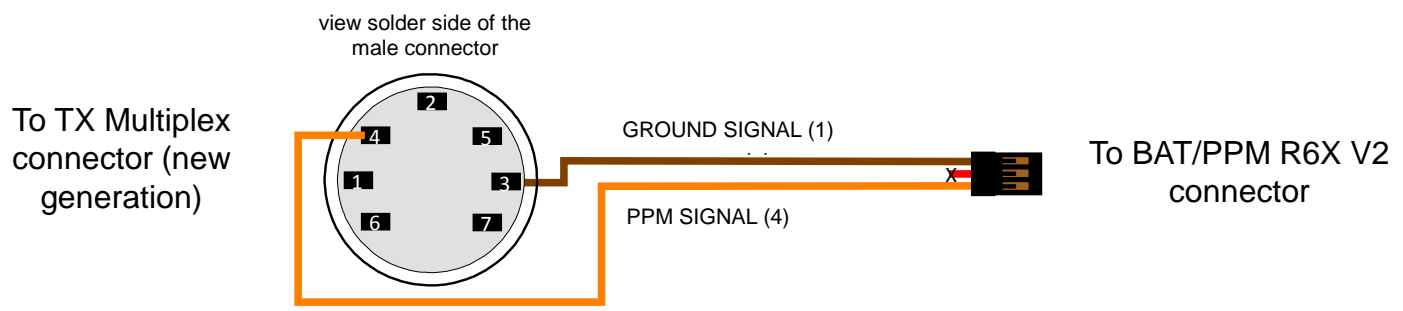 view solder side of the
male connector
To TX Multiplex
connector (new
generation)
2
4
5
1
3
6
7
GROUND SIGNAL (1)
X
PPM SIGNAL (4)
To BAT/PPM R6X V2
connector